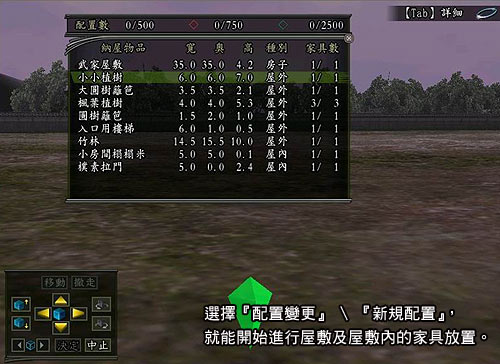 【Tab】詳細
配置數 0/500 0/750 0/2500
納屋物品 寬 奧 高 種別 家具數
武家屋敷 35.0 35.0 4.2 房子 1/ 1
小小植樹 6.0 6.0 7.0 屋外 1/ 1
大圓樹籬笆 3.5 3.5 2.1 屋外 1/ 1
楓葉植樹 4.0 4.0 5.3 屋外 3/ 3
圓樹籬笆 1.5 2.0 1.0 屋外 1/ 1
入口用樓梯 6.0 1.0 0.5 屋外 1/ 1
竹林 14.5 15.5 10.0 屋外 1/ 1
小房間榻榻米 5.0 5.0 0.1 屋內 1/ 1
樸素拉門 5.0 0.0 2.4 屋內 1/ 1
移動 撤走
決定 中止
選擇『配置變更』 \ 『新規配置』,
就能開始進行屋敷及屋敷內的家具放置。